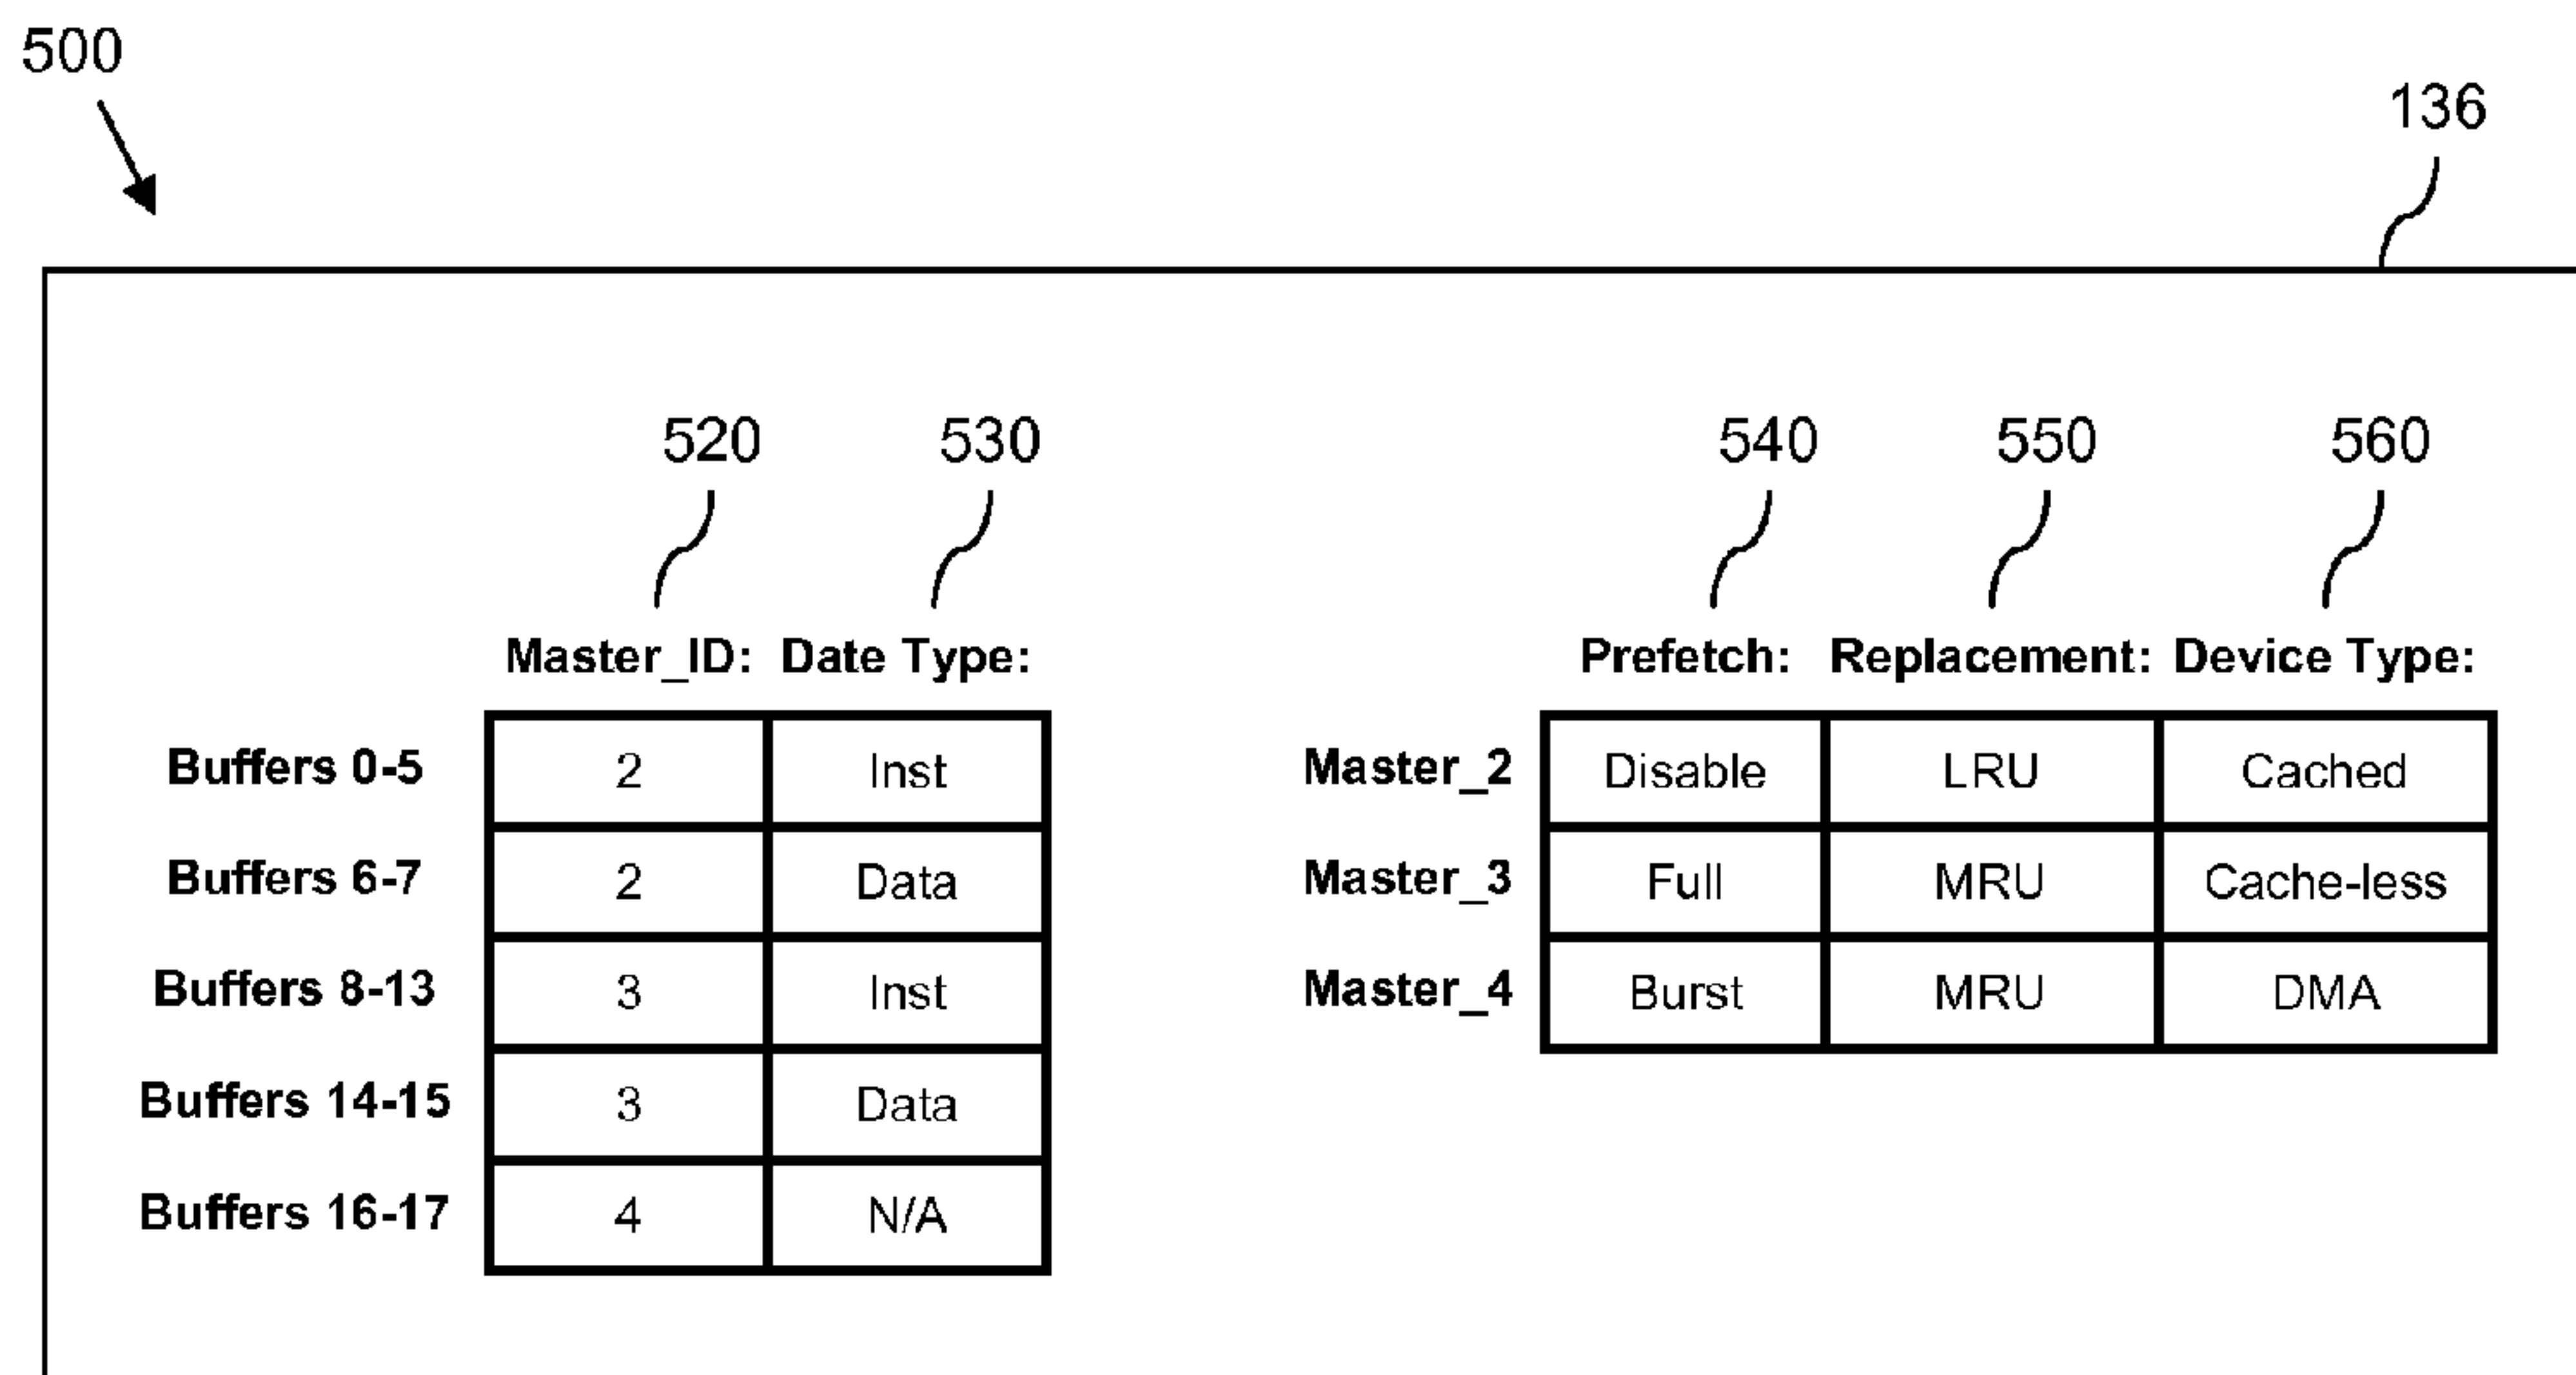 500
136
520 530 540 550 560
Master_ID: Date Type: Prefetch: Replacement: Device Type:
Buffers 0-5 2 Inst Master_2 Disable LRU Cached
Buffers 6-7 2 Data Master_3 Full MRU Cache-less
Buffers 8-13 3 Inst Master_4 Burst MRU DMA
Buffers 14-15 3 Data
Buffers 16-17 4 N/A